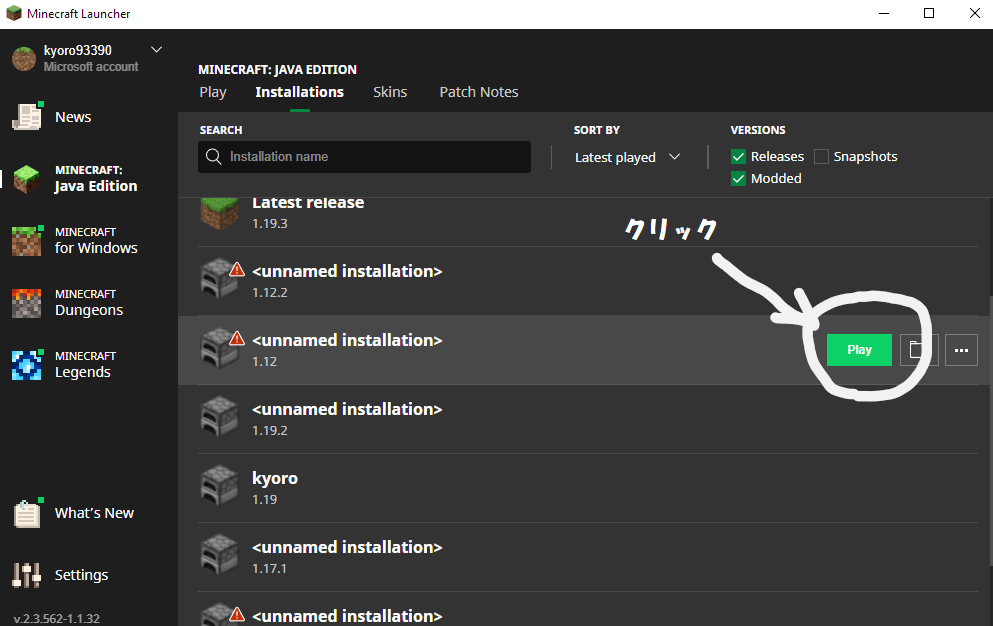 Minecraft Launcher
kyoro93390
Microsoft account
News
MINECRAFT:
Java Edition
MINECRAFT
for Windows
MINECRAFT
Dungeons
MINECRAFT
Legends
What's New
Settings
v.2.3.562-1.1.32
MINECRAFT: JAVA EDITION
Play Installations Skins Patch Notes
SEARCH SORT BY VERSIONS
Installation name Latest played Releases Snapshots
Modded
Latest release
1.19.3
クリック
<unnamed installation>
1.12.2
<unnamed installation>
1.12
Play
<unnamed installation>
1.19.2
kyoro
1.19
<unnamed installation>
1.17.1
<unnamed installation>